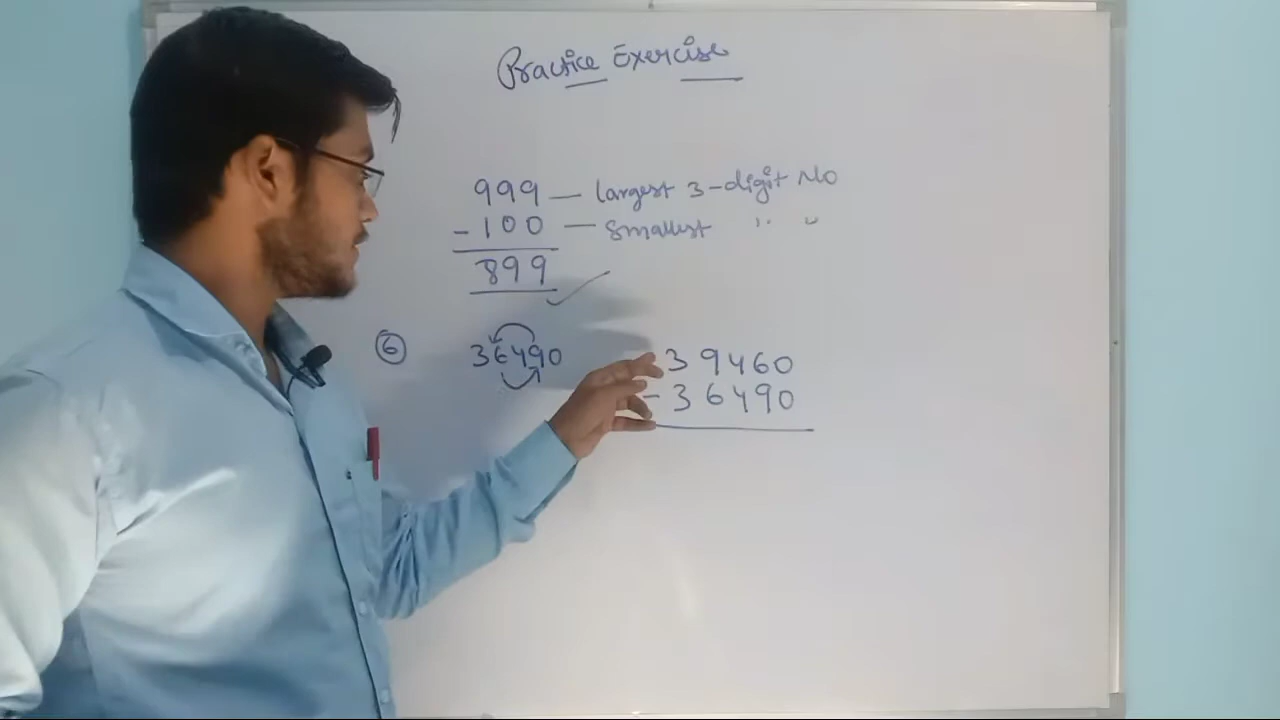 Practice Exercise
999 — largest 3-digit No
- 100 — smallest " "
899 ✓
⑥ 36490
39460
- 36490